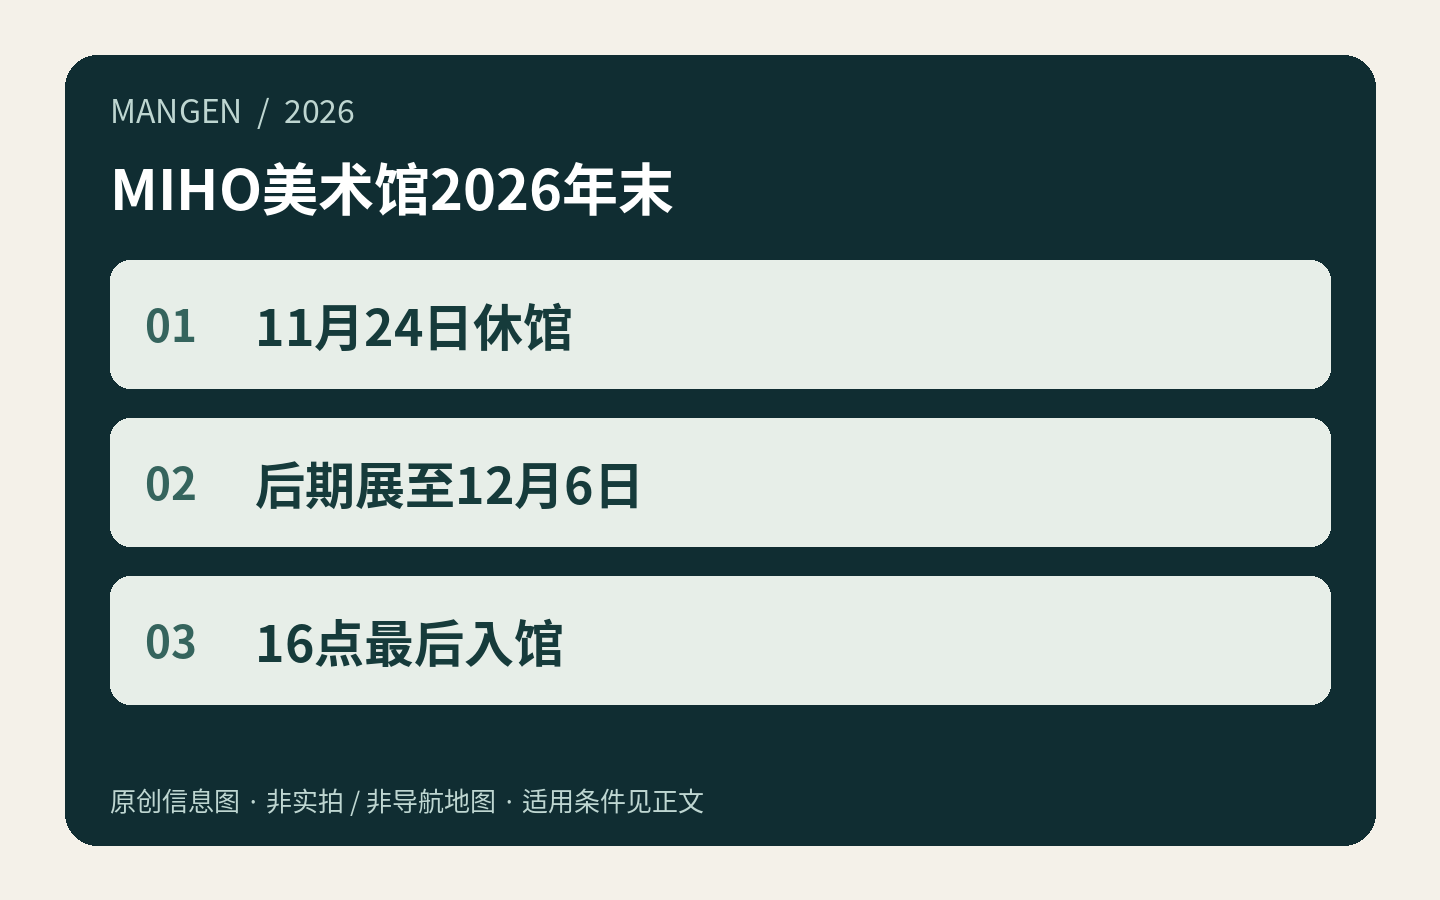 MANGEN / 2026
MIHO美术馆2026年末
01 11月24日休馆
02 后期展至12月6日
03 16点最后入馆
原创信息图 · 非实拍 / 非导航地图 · 适用条件见正文